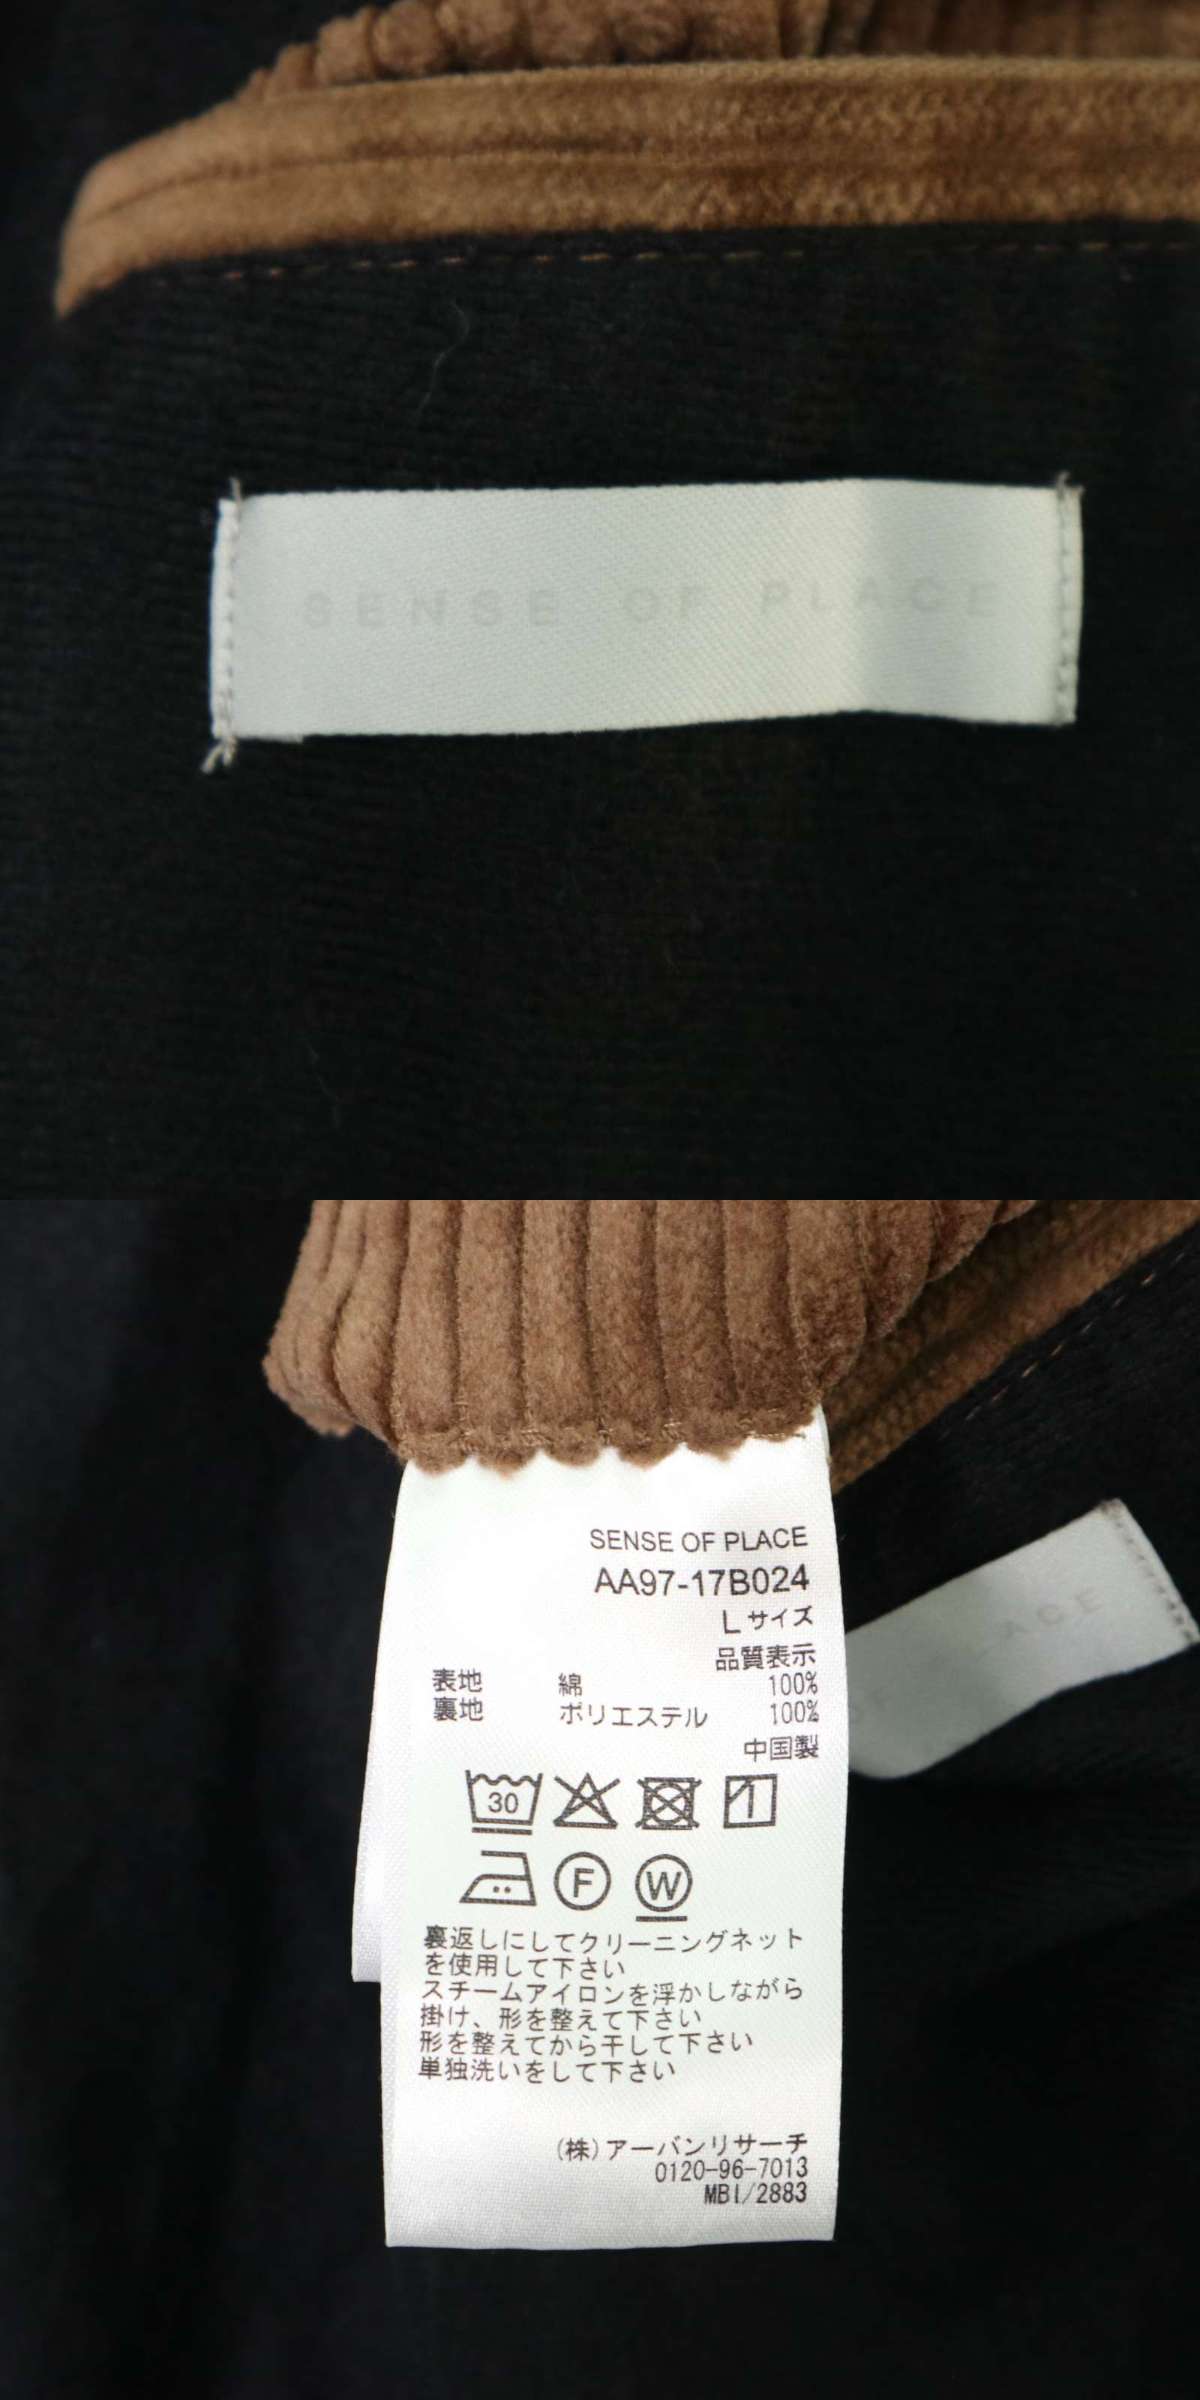 SENSE OF PLACE
SENSE OF PLACE
AA97-17B024
Lサイズ
品質表示
表地 綿 100%
裏地 ポリエステル 100%
中国製
30
F W
裏返しにしてクリーニングネット
を使用して下さい
スチームアイロンを浮かしながら
掛け、形を整えて下さい
形を整えてから干して下さい
単独洗いをして下さい
(株)アーバンリサーチ
0120-96-7013
MBI/2883
LACE